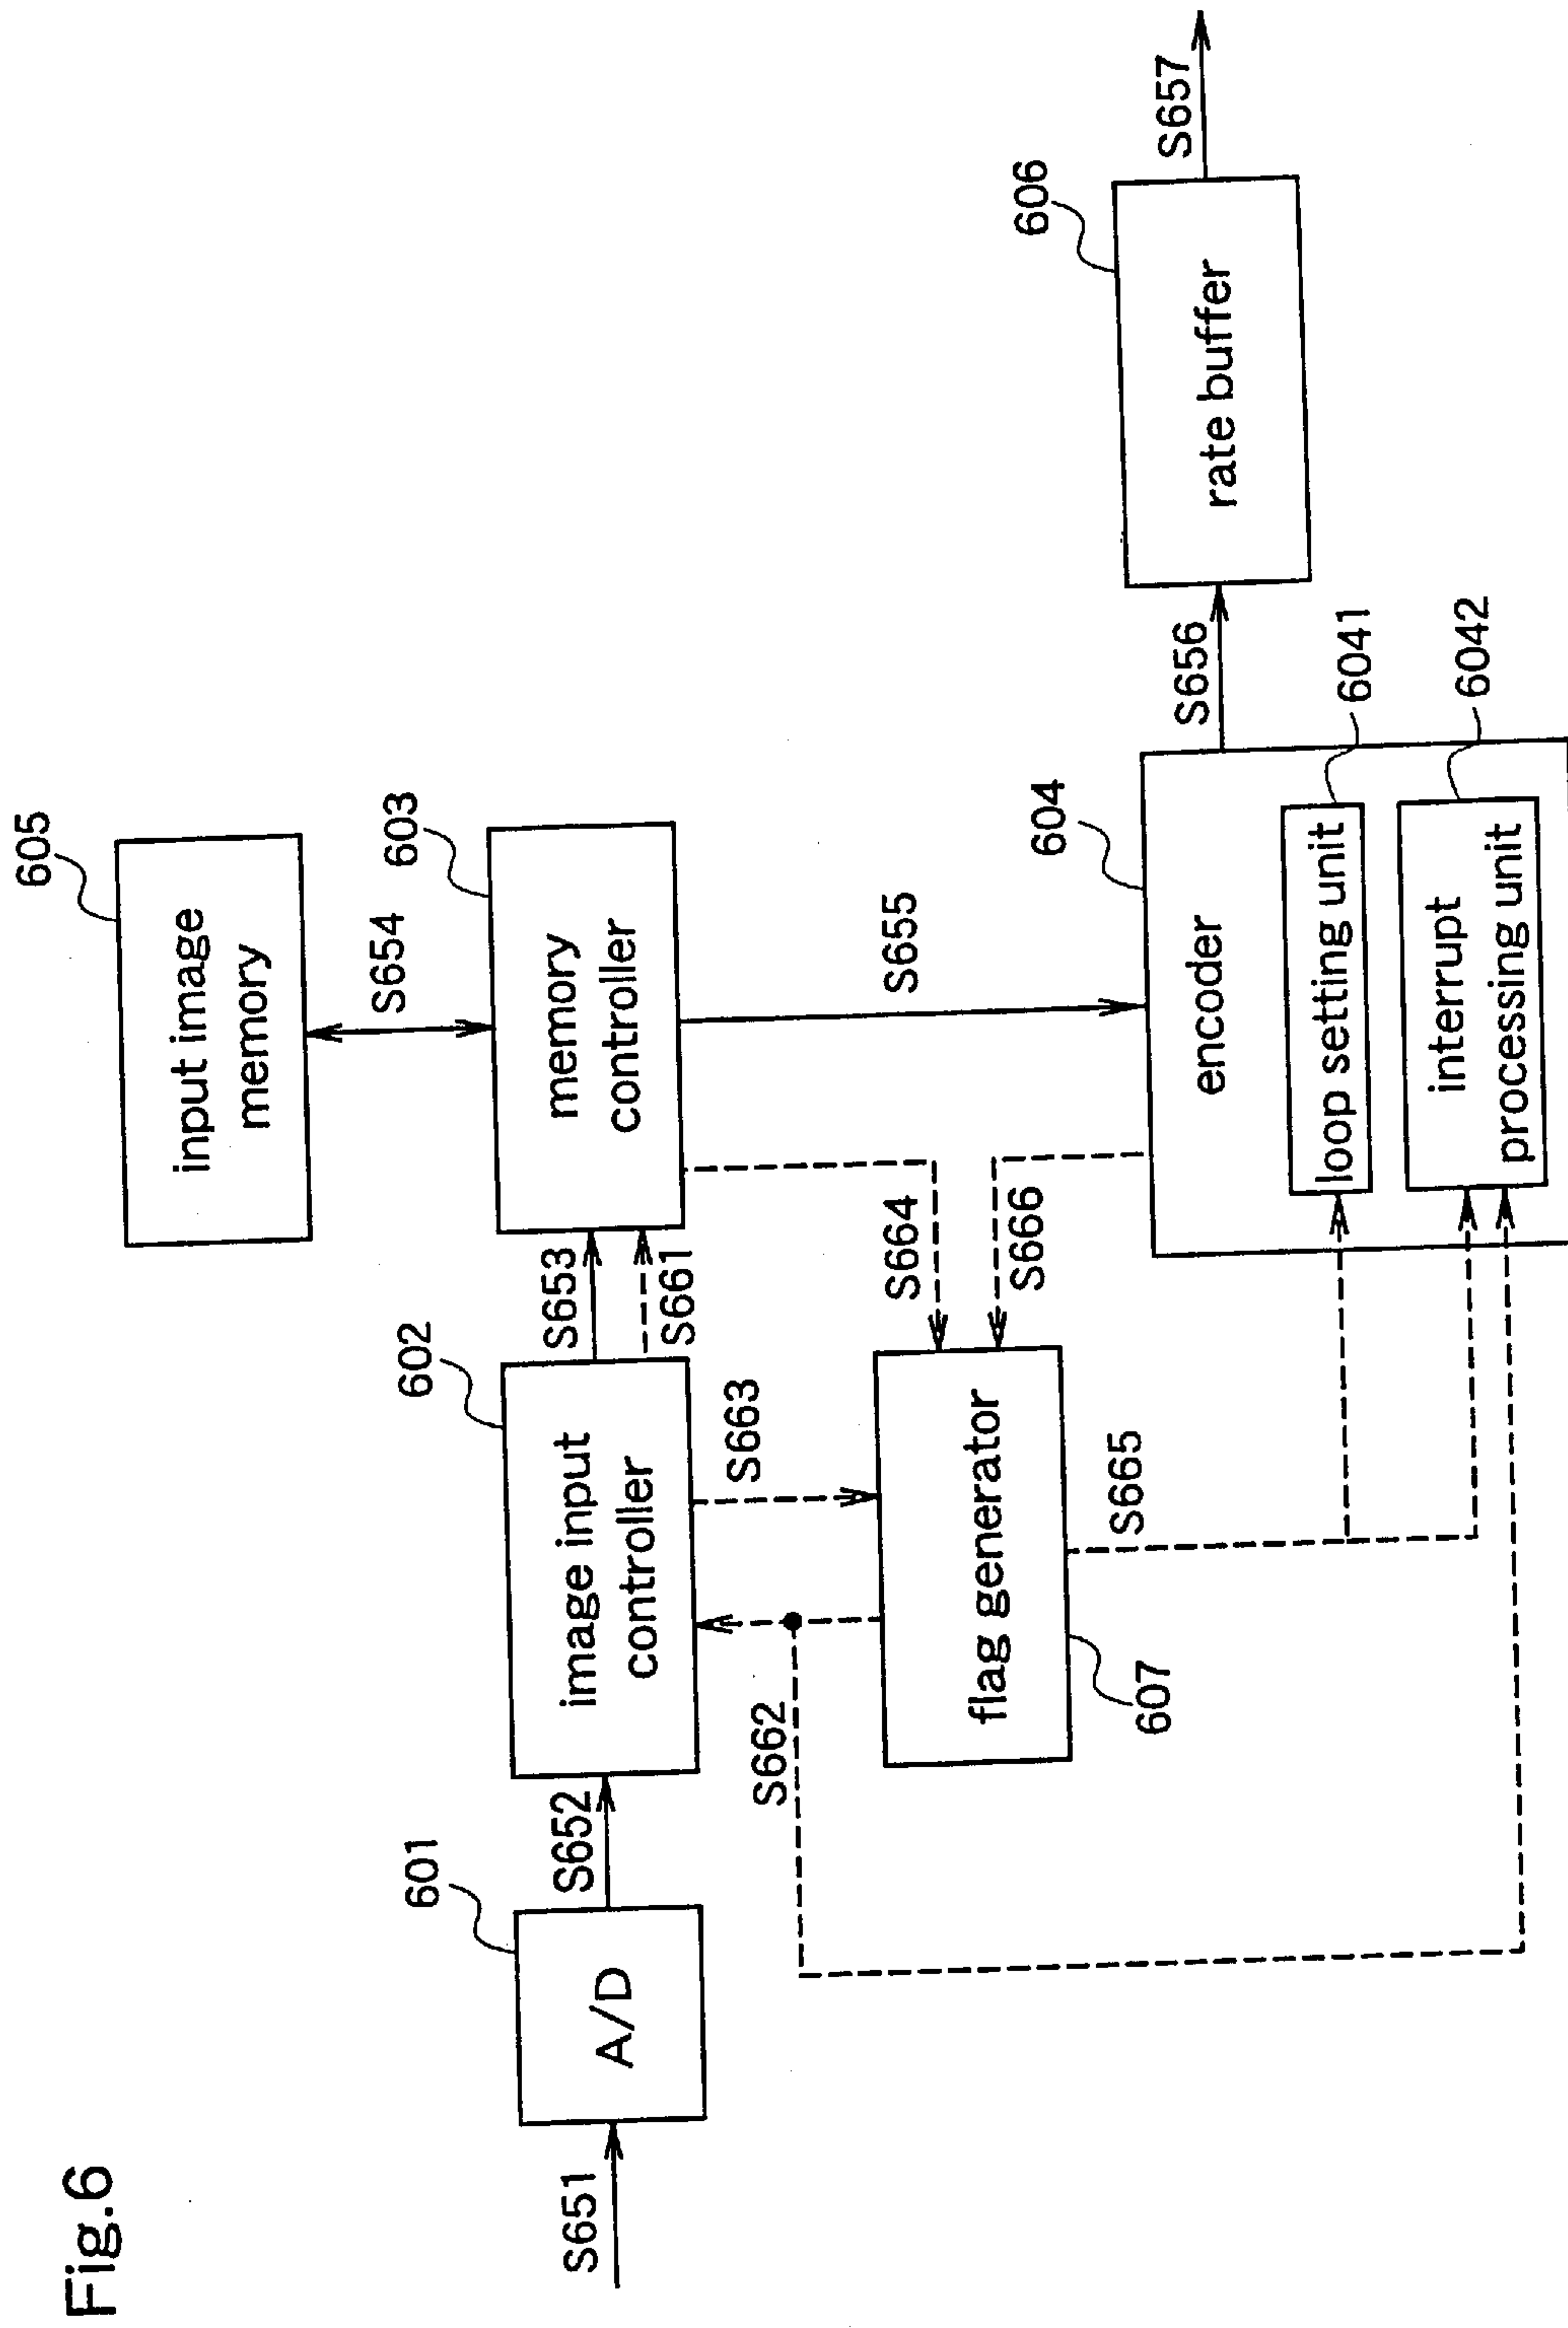 Fig.6
605
input image
memory
S654
601
602
603
S651
A/D
S652
image input
controller
S653
S661
memory
controller
S662
S663
S664
S655
S666
607
flag generator
S665
604
encoder
loop setting unit
interrupt
processing unit
6041
6042
S656
606
rate buffer
S657